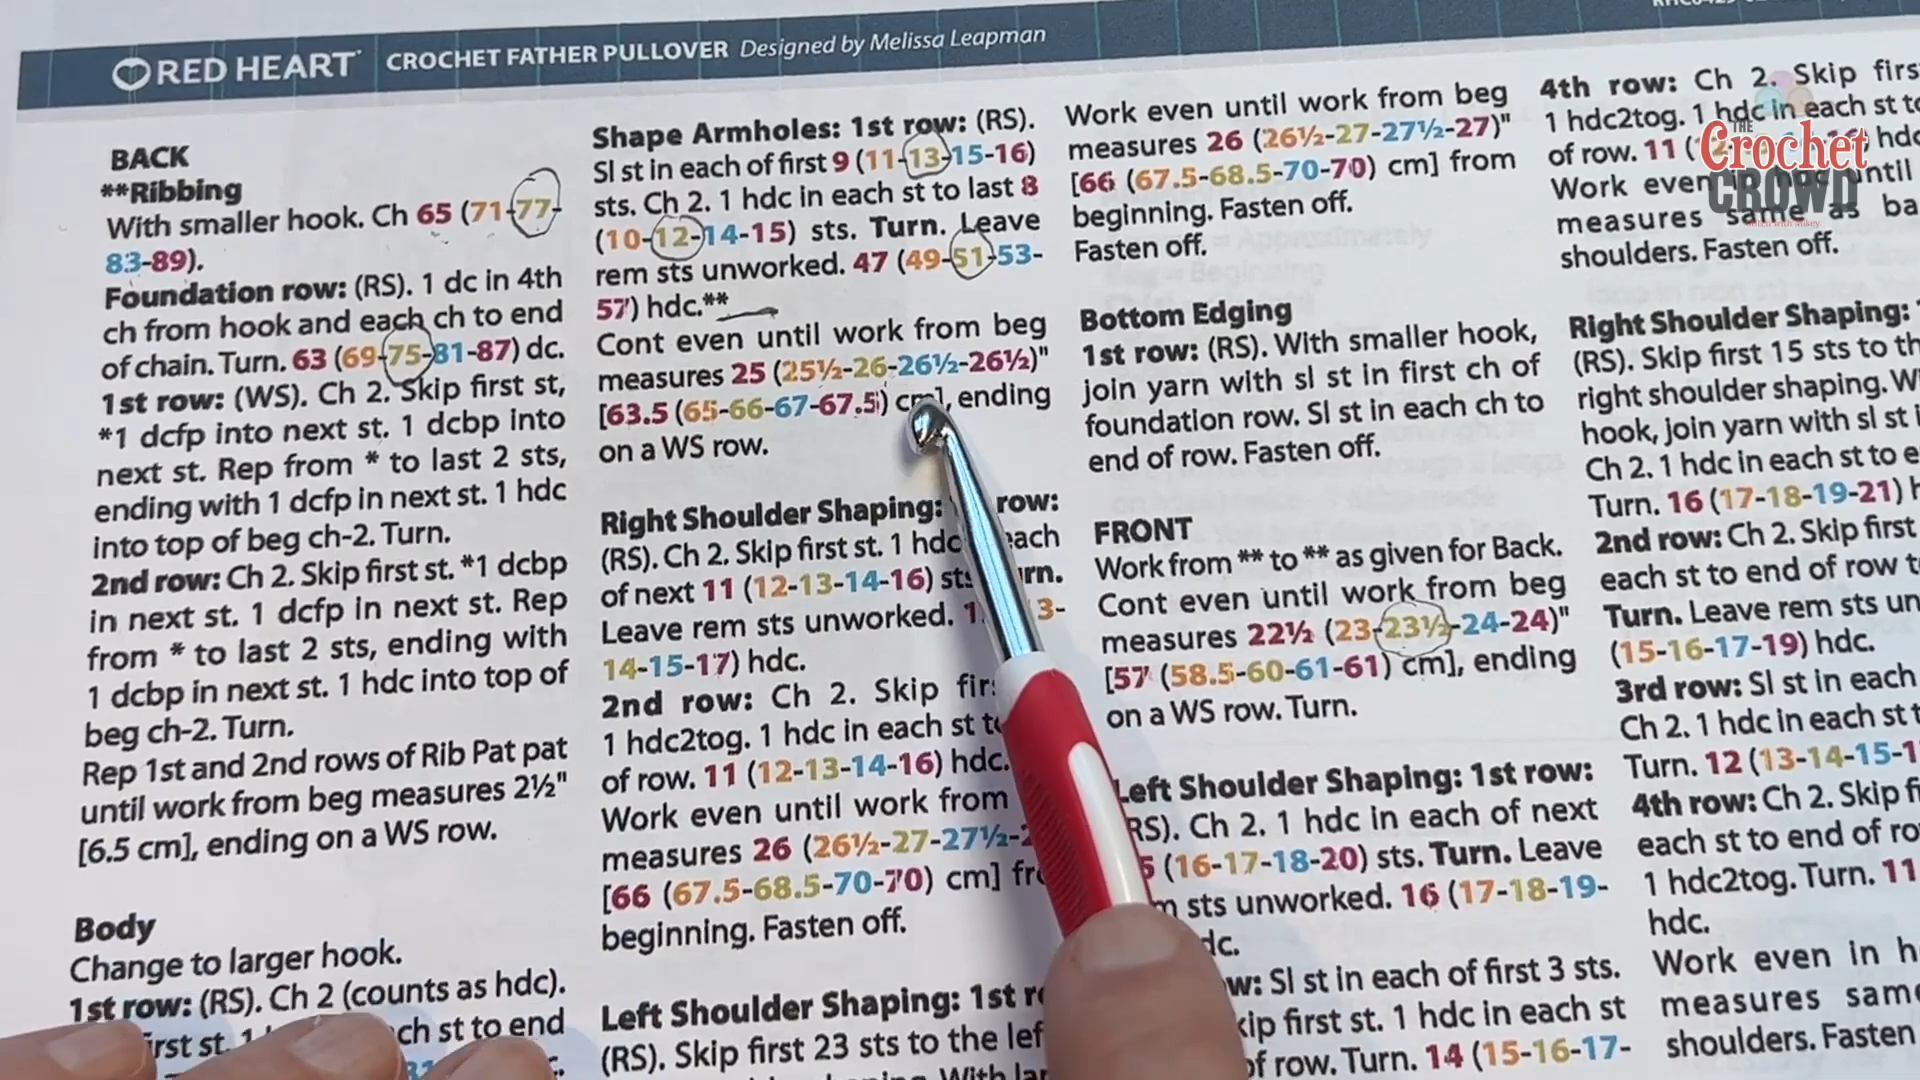 RED HEART CROCHET FATHER PULLOVER Designed by Melissa Leapman
BACK
**Ribbing
With smaller hook. Ch 65 (71-77-
83-89).
Foundation row: (RS). 1 dc in 4th
ch from hook and each ch to end
of chain. Turn. 63 (69-75-81-87) dc.
1st row: (WS). Ch 2. Skip first st,
*1 dcfp into next st. 1 dcbp into
next st. Rep from * to last 2 sts,
ending with 1 dcfp in next st. 1 hdc
into top of beg ch-2. Turn.
2nd row: Ch 2. Skip first st. *1 dcbp
in next st. 1 dcfp in next st. Rep
from * to last 2 sts, ending with
1 dcbp in next st. 1 hdc into top of
beg ch-2. Turn.
Rep 1st and 2nd rows of Rib Pat pat
until work from beg measures 2½"
[6.5 cm], ending on a WS row.
Body
Change to larger hook.
1st row: (RS). Ch 2 (counts as hdc).
st. ch st to end
Shape Armholes: 1st row: (RS).
Sl st in each of first 9 (11-13-15-16)
sts. Ch 2. 1 hdc in each st to last 8
(10-12-14-15) sts. Turn. Leave
rem sts unworked. 47 (49-51-53-
57) hdc.**
Cont even until work from beg
measures 25 (25½-26-26½-26½)"
[63.5 (65-66-67-67.5) cm], ending
on a WS row.
Right Shoulder Shaping: row:
(RS). Ch 2. Skip first st. 1 hdc each
of next 11 (12-13-14-16) sts
Leave rem sts unworked.
14-15-17) hdc.
2nd row: Ch 2. Skip
1 hdc2tog. 1 hdc in each st
of row. 11 (12-13-14-16) hdc.
Work even until work from
measures 26 (26½-27-27½-
[66 (67.5-68.5-70-70) cm]
beginning. Fasten off.
Left Shoulder Shaping: 1st
(RS). Skip first 23 sts to the
With
Work even until work from beg
measures 26 (26½-27-27½-27)"
[66 (67.5-68.5-70-70) cm] from
beginning. Fasten off.
Fasten off.
Bottom Edging
1st row: (RS). With smaller hook,
join yarn with sl st in first ch of
foundation row. Sl st in each ch to
end of row. Fasten off.
FRONT
Work from ** to ** as given for Back.
Cont even until work from beg
measures 22½ (23-23½-24-24)"
[57 (58.5-60-61-61) cm], ending
on a WS row. Turn.
Left Shoulder Shaping: 1st row:
RS). Ch 2. 1 hdc in each of next
(16-17-18-20) sts. Turn. Leave
sts unworked. 16 (17-18-19-
Sl st in each of first 3 sts.
first st. 1 hdc in each st
of row. Turn. 14 (15-16-17-
4th row: Ch 2. Skip
1 hdc2tog. 1 hdc in each st
of row. 11
Work even until
measures same as
shoulders. Fasten off.
Right Shoulder Shaping:
(RS). Skip first 15 sts to
right shoulder shaping.
hook, join yarn with sl st
Ch 2. 1 hdc in each st to
Turn. 16 (17-18-19-21)
2nd row: Ch 2. Skip first
each st to end of row
Turn. Leave rem sts
(15-16-17-19) hdc.
3rd row: Sl st in each
Ch 2. 1 hdc in each st
Turn. 12 (13-14-15-
4th row: Ch 2. Skip
each st to end of
1 hdc2tog. Turn. 11
hdc.
Work even in
measures
shoulders. Fasten
THE
Crochet
CROWD